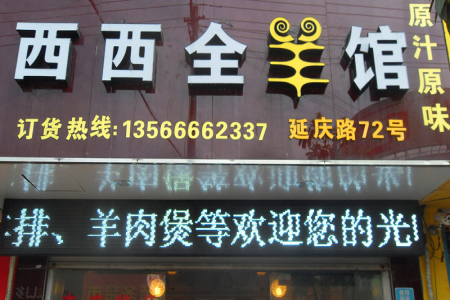 西西全羊馆
原汁原味
订货热线:13566662337 延庆路72号
排、羊肉煲等欢迎您的光